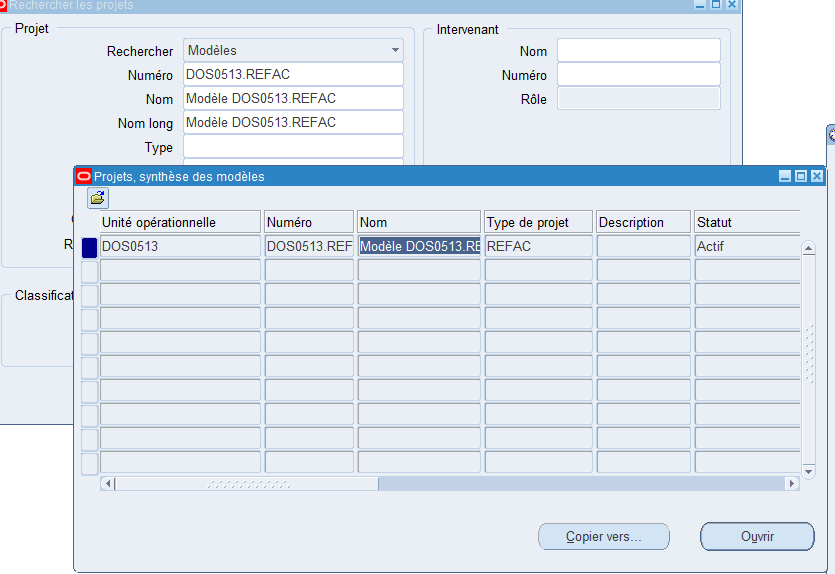 Rechercher les projets
Projet
Intervenant
Rechercher Modèles
Nom
Numéro DOS0513.REFAC
Numéro
Nom Modèle DOS0513.REFAC
Rôle
Nom long Modèle DOS0513.REFAC
Type
Projets, synthèse des modèles
Unité opérationnelle Numéro Nom Type de projet Description Statut
DOS0513 DOS0513.REF Modèle DOS0513.RE REFAC Actif
R
Classificat
Copier vers... Ouvrir